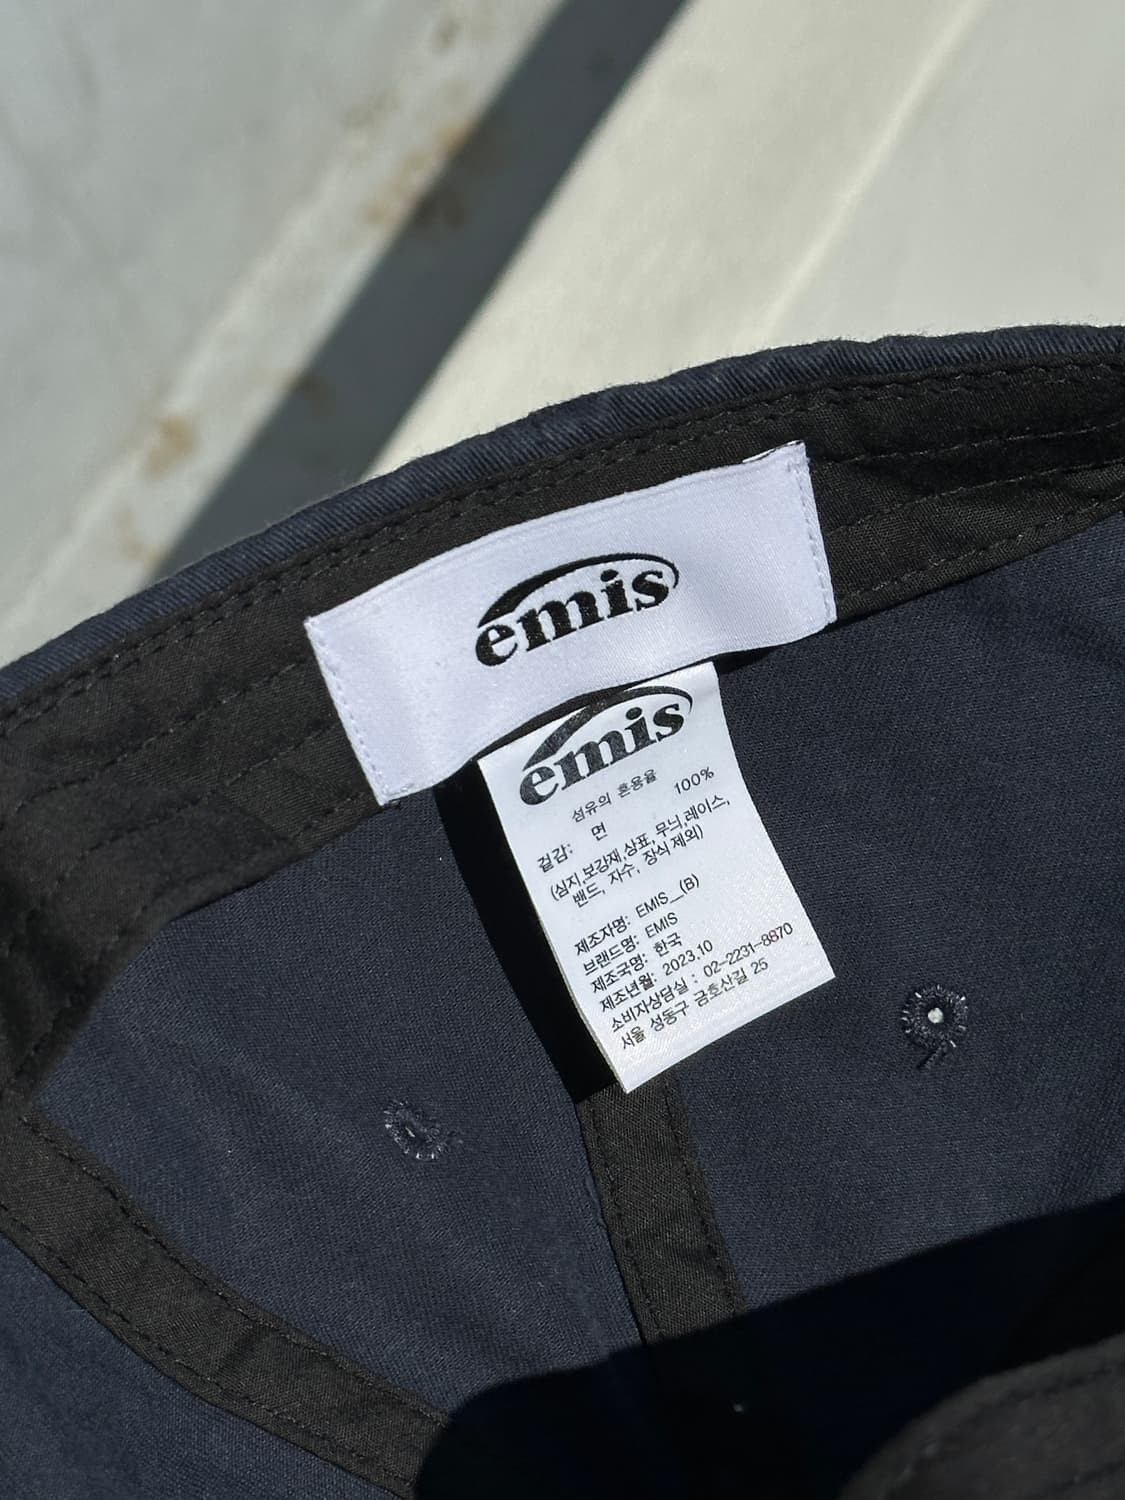 emis
emis
섬유의 혼용율
겉감: 면 100%
(심지,보강재,상표,무늬,레이스,
밴드, 자수, 장식제외)
제조자명: EMIS__(B)
브랜드명: EMIS
제조국명: 한국
제조년월: 2023.10
소비자상담실 : 02-2231-8870
서울 성동구 금호산길 25